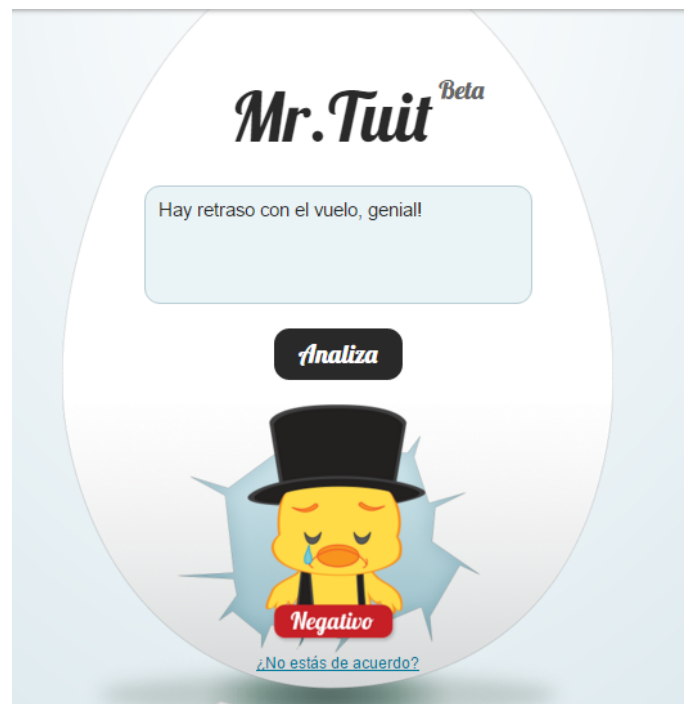 Mr.Tuit Beta
Hay retraso con el vuelo, genial!
Analiza
Negativo
¿No estás de acuerdo?